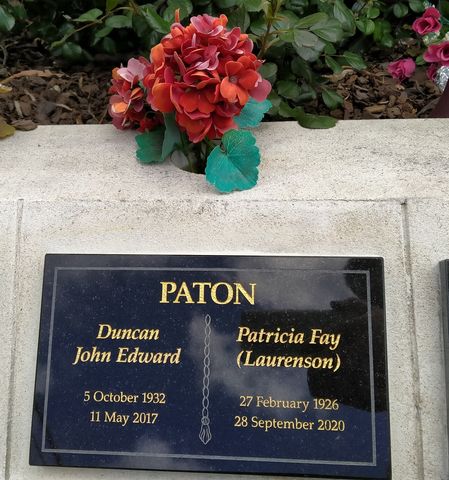 PATON
Duncan
John Edward
5 October 1932
11 May 2017
Patricia Fay
(Laurenson)
27 February 1926
28 September 2020